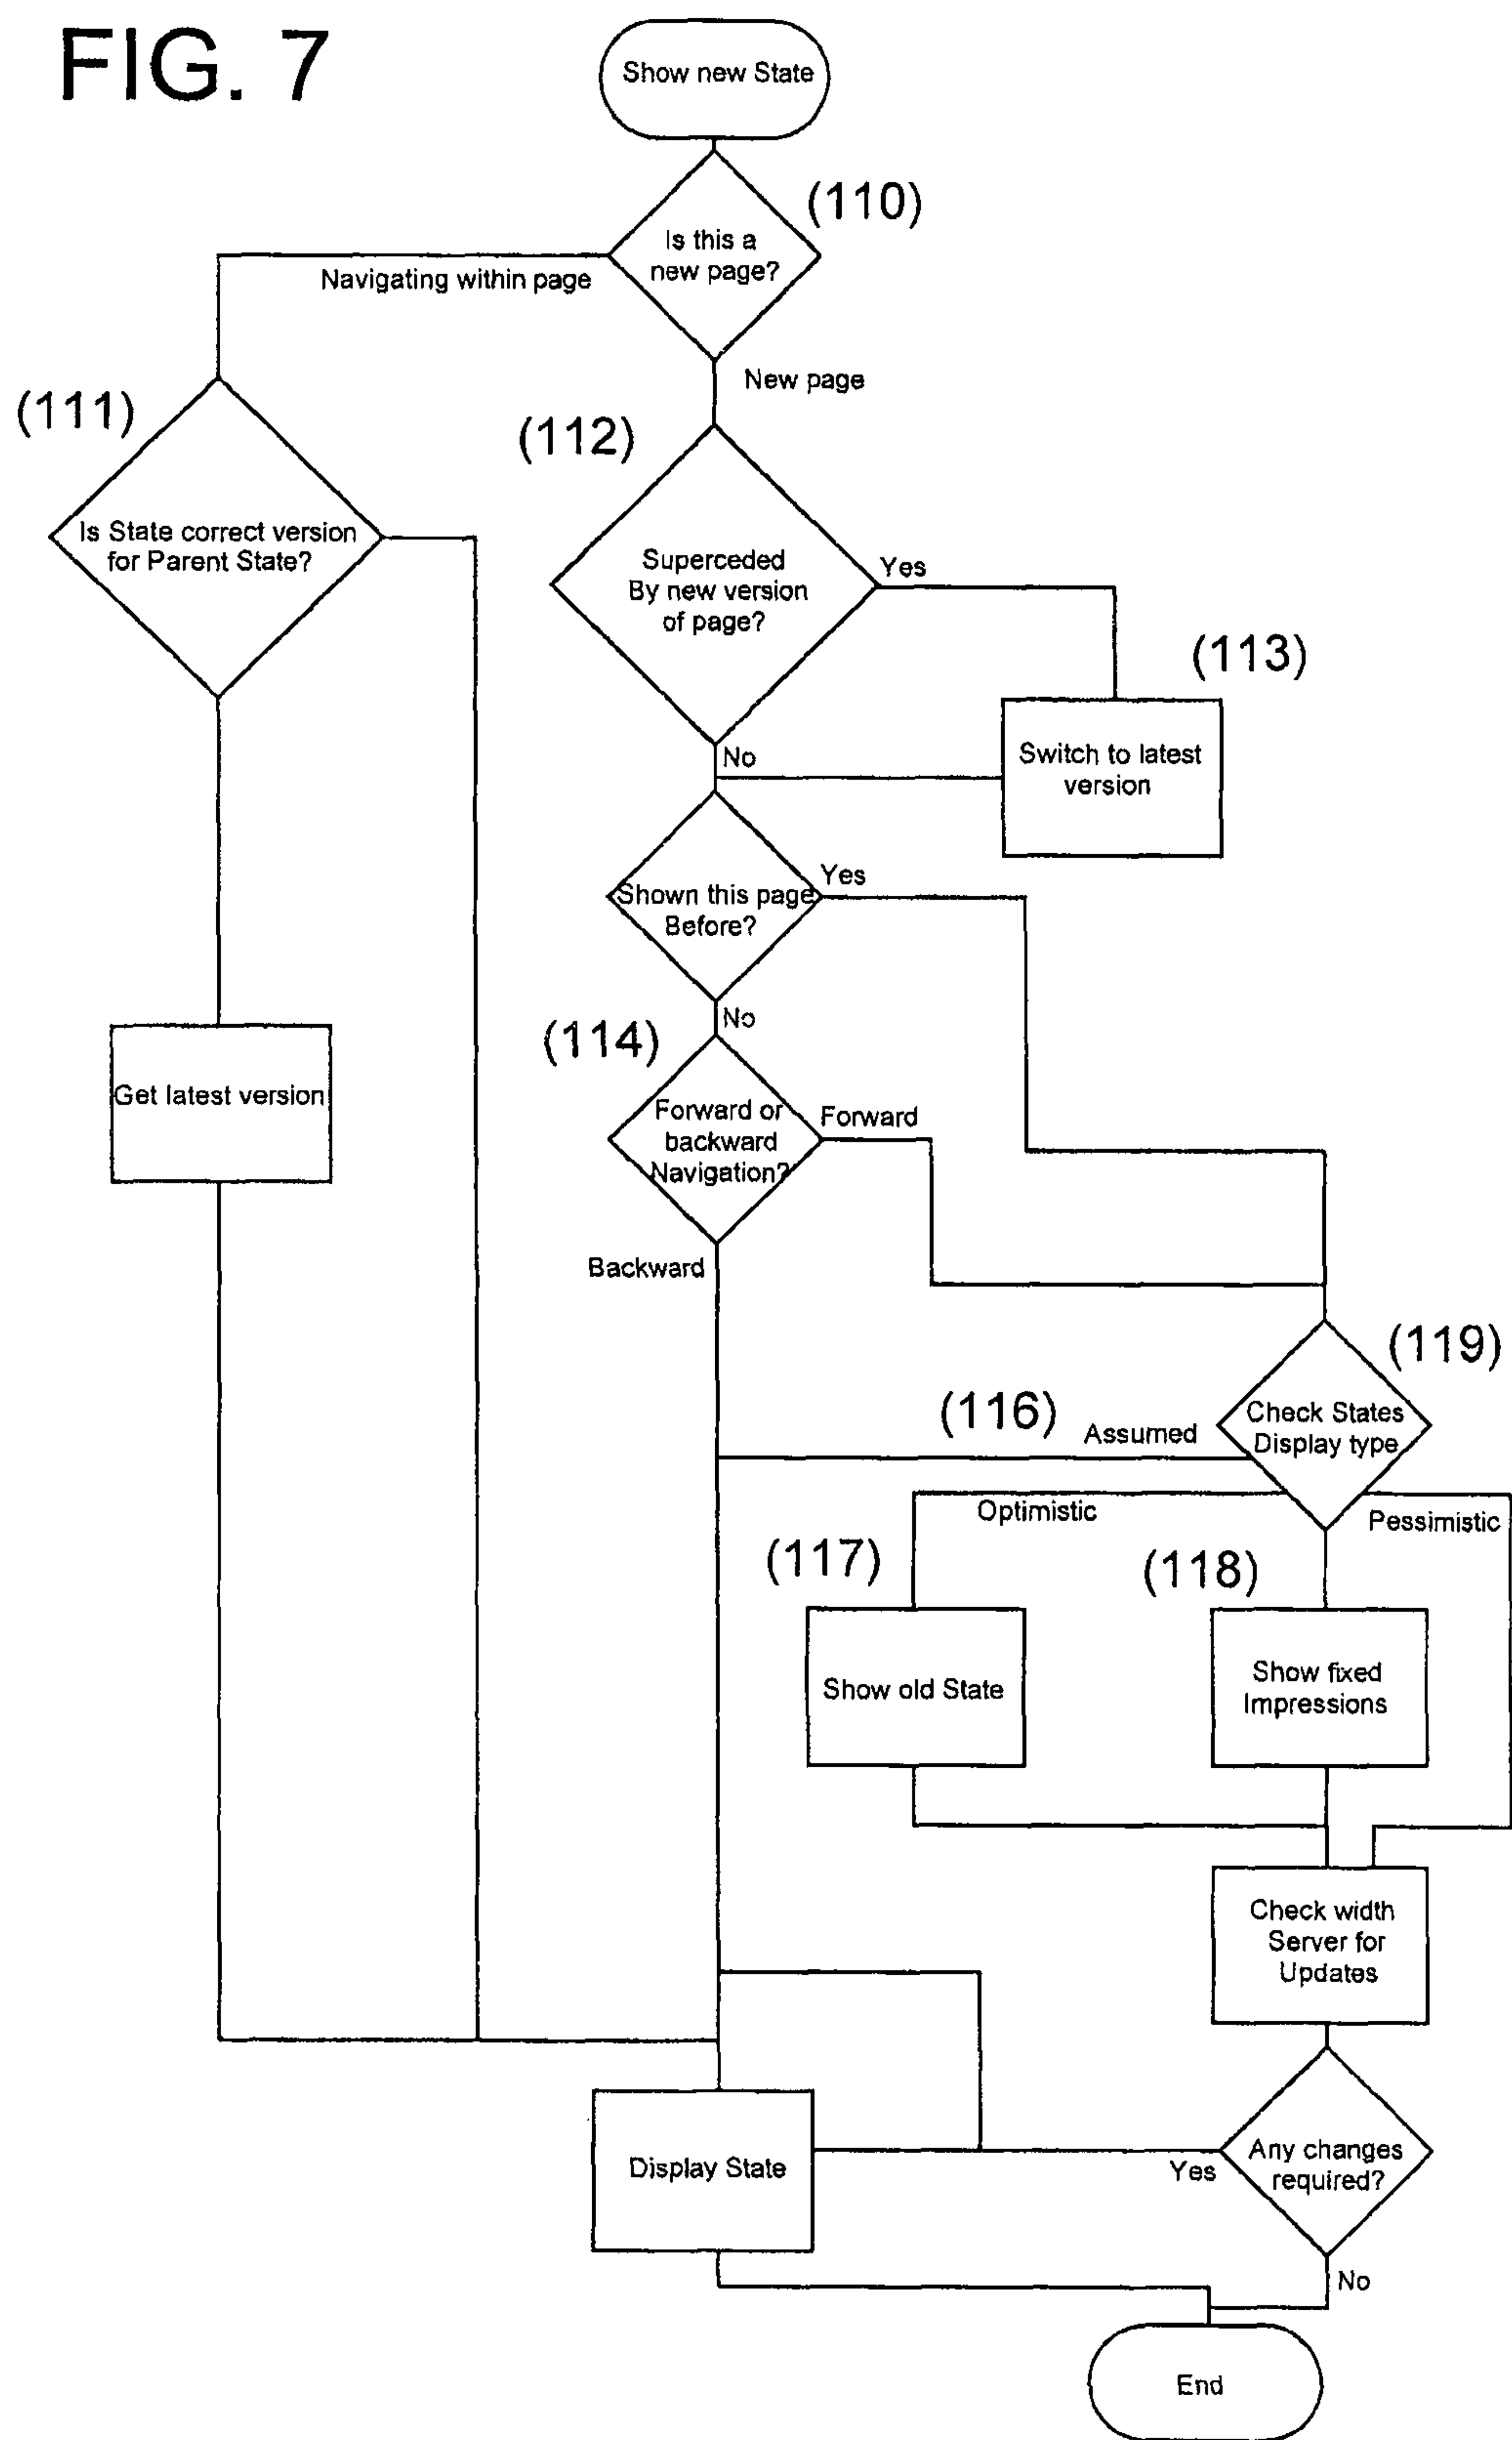 FIG. 7
Show new State
(110)
Is this a
new page?
Navigating within page
New page
(111)
(112)
Is State correct version
for Parent State?
Superceded
By new version
of page?
Yes
(113)
Switch to latest
version
No
Shown this page
Before?
Yes
No
(114)
Get latest version
Forward or
backward
Navigation?
Forward
Backward
(119)
(116)
Assumed
Check States
Display type
Optimistic
Pessimistic
(117)
(118)
Show old State
Show fixed
Impressions
Check width
Server for
Updates
Display State
Any changes
required?
Yes
No
End